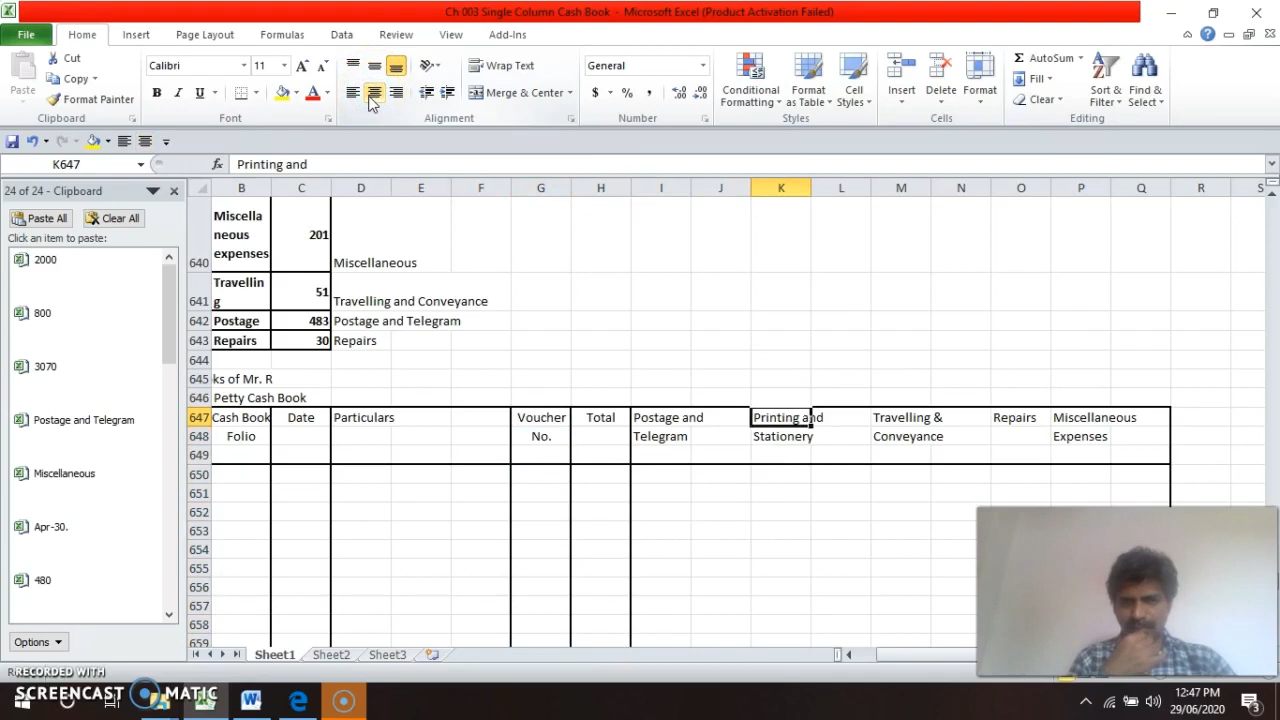 Ch 003 Single Column Cash Book - Microsoft Excel (Product Activation Failed)
File Home Insert Page Layout Formulas Data Review View Add-Ins
Cut
Copy
Format Painter
Paste
Clipboard
Calibri 11
B I U
Font
Wrap Text
Merge & Center
Alignment
General
$ % ,
Number
Conditional Formatting
Format as Table
Cell Styles
Styles
Insert Delete Format
Cells
AutoSum
Fill
Clear
Sort & Filter
Find & Select
Editing
K647 fx Printing and
24 of 24 - Clipboard
Paste All Clear All
Click an item to paste:
2000
800
3070
Postage and Telegram
Miscellaneous
Apr-30.
480
Options
B C D E F G H I J K L M N O P Q R S
640 Miscella
neous
expenses 201 Miscellaneous
641 Travellin
g 51 Travelling and Conveyance
642 Postage 483 Postage and Telegram
643 Repairs 30 Repairs
644
645 ks of Mr. R
646 Petty Cash Book
647 Cash Book Date Particulars Voucher Total Postage and Printing and Travelling & Repairs Miscellaneous
648 Folio No. Telegram Stationery Conveyance Expenses
649
650
651
652
653
654
655
656
657
658
659
Sheet1 Sheet2 Sheet3
RECORDED WITH
SCREENCAST MATIC
12:47 PM
29/06/2020
3